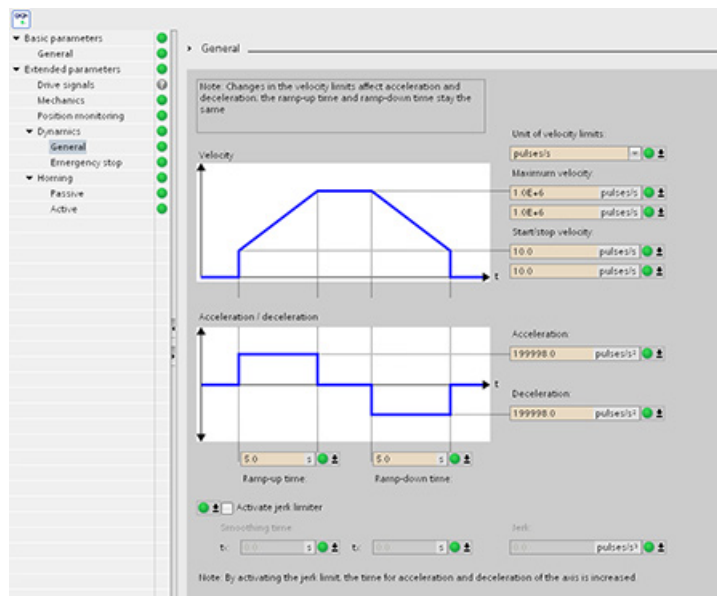 Basic parameters
General
Extended parameters
Drive signals
Mechanics
Position monitoring
Dynamics
General
Emergency stop
Homing
Passive
Active
General
Note: Changes in the velocity limits affect acceleration and
deceleration; the ramp-up time and ramp-down time stay the
same
Unit of velocity limits:
pulses/s
Velocity
Maximum velocity:
1.0E+6 pulses/s
1.0E+6 pulses/s
Start/stop velocity:
10.0 pulses/s
10.0 pulses/s
t
Acceleration / deceleration
Acceleration:
199998.0 pulses/s²
t
Deceleration:
199998.0 pulses/s²
5.0 s 5.0 s
Ramp-up time: Ramp-down time:
Activate jerk limiter
Smoothing time Jerk:
t: 0.0 s t: 0.0 s 0.0 pulses/s³
Note: By activating the jerk limit, the time for acceleration and deceleration of the axis is increased.